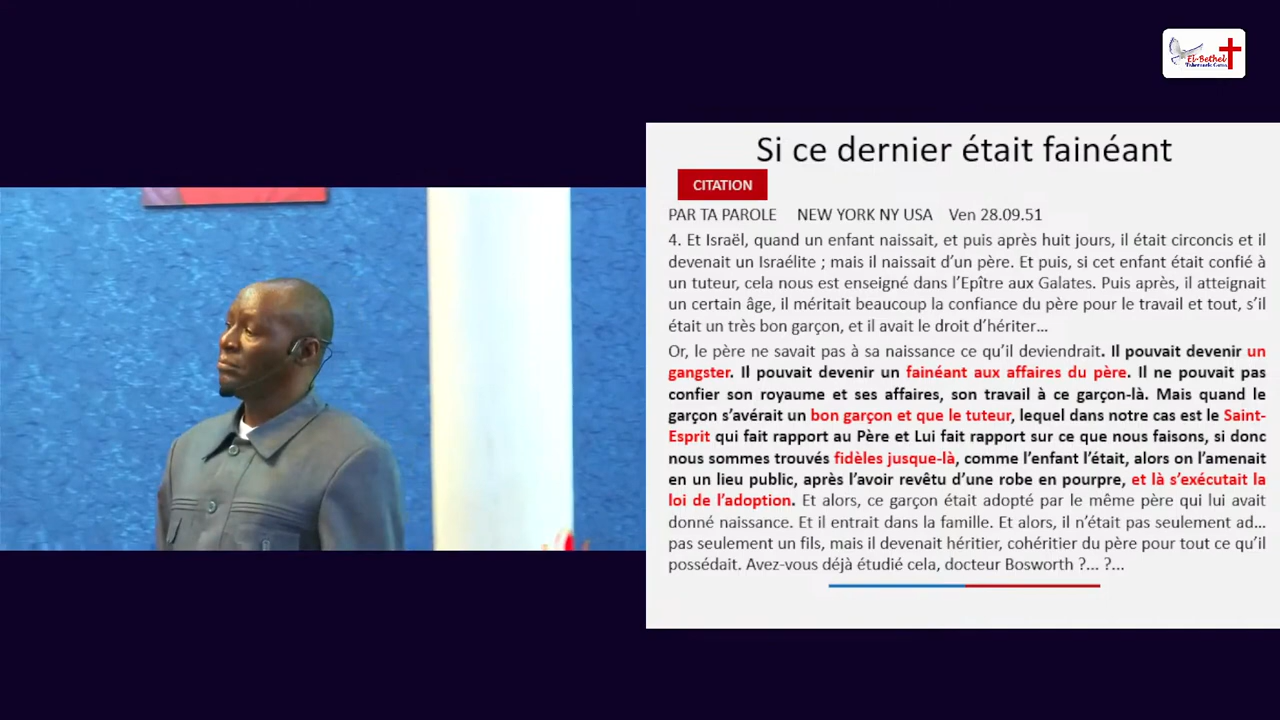 El-Bethel
Tabernacle Goma
Si ce dernier était fainéant
CITATION
PAR TA PAROLE NEW YORK NY USA Ven 28.09.51
4. Et Israël, quand un enfant naissait, et puis après huit jours, il était circoncis et il
devenait un Israélite ; mais il naissait d’un père. Et puis, si cet enfant était confié à
un tuteur, cela nous est enseigné dans l’Epître aux Galates. Puis après, il atteignait
un certain âge, il méritait beaucoup la confiance du père pour le travail et tout, s’il
était un très bon garçon, et il avait le droit d’hériter…
Or, le père ne savait pas à sa naissance ce qu’il deviendrait. Il pouvait devenir un
gangster. Il pouvait devenir un fainéant aux affaires du père. Il ne pouvait pas
confier son royaume et ses affaires, son travail à ce garçon-là. Mais quand le
garçon s’avérait un bon garçon et que le tuteur, lequel dans notre cas est le Saint-
Esprit qui fait rapport au Père et Lui fait rapport sur ce que nous faisons, si donc
nous sommes trouvés fidèles jusque-là, comme l’enfant l’était, alors on l’amenait
en un lieu public, après l’avoir revêtu d’une robe en pourpre, et là s’exécutait la
loi de l’adoption. Et alors, ce garçon était adopté par le même père qui lui avait
donné naissance. Et il entrait dans la famille. Et alors, il n’était pas seulement ad…
pas seulement un fils, mais il devenait héritier, cohéritier du père pour tout ce qu’il
possédait. Avez-vous déjà étudié cela, docteur Bosworth ?... ?...